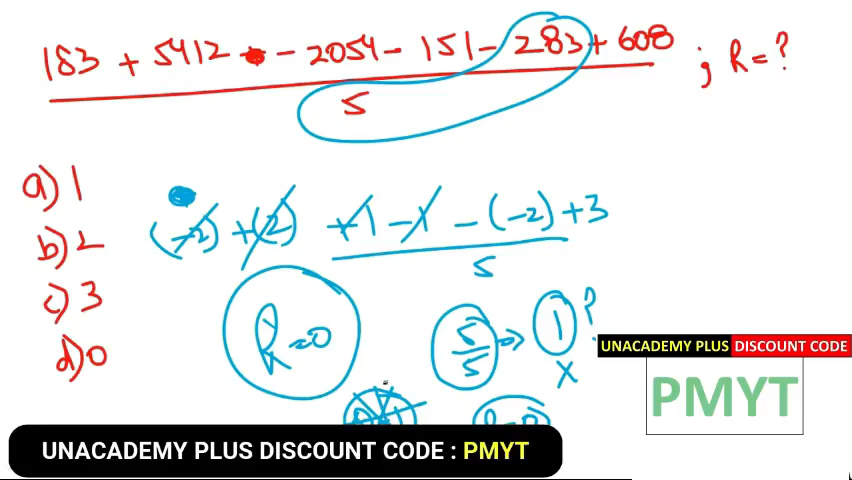 183 + 5412 - 2054 - 151 - 283 + 608
5
; R = ?
a) 1
b) 2
c) 3
d) 0
(-2) + (2) +1 - 1 - (-2) + 3
5
R = 0
5/5 => 1 ?
x
UNACADEMY PLUS DISCOUNT CODE
PMYT
UNACADEMY PLUS DISCOUNT CODE : PMYT